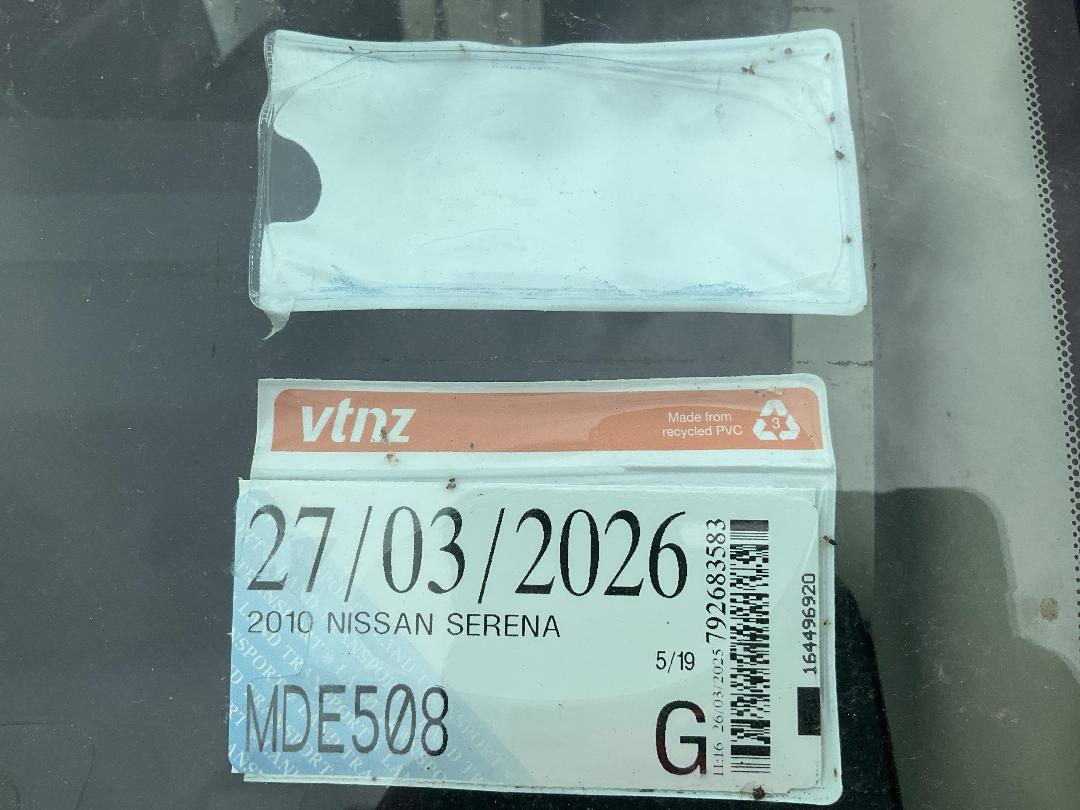 vtnz
Made from
recycled PVC
3
27/03/2026
2010 NISSAN SERENA
5/19
MDE508
G
11:16 26/03/2025 792683583
164496920